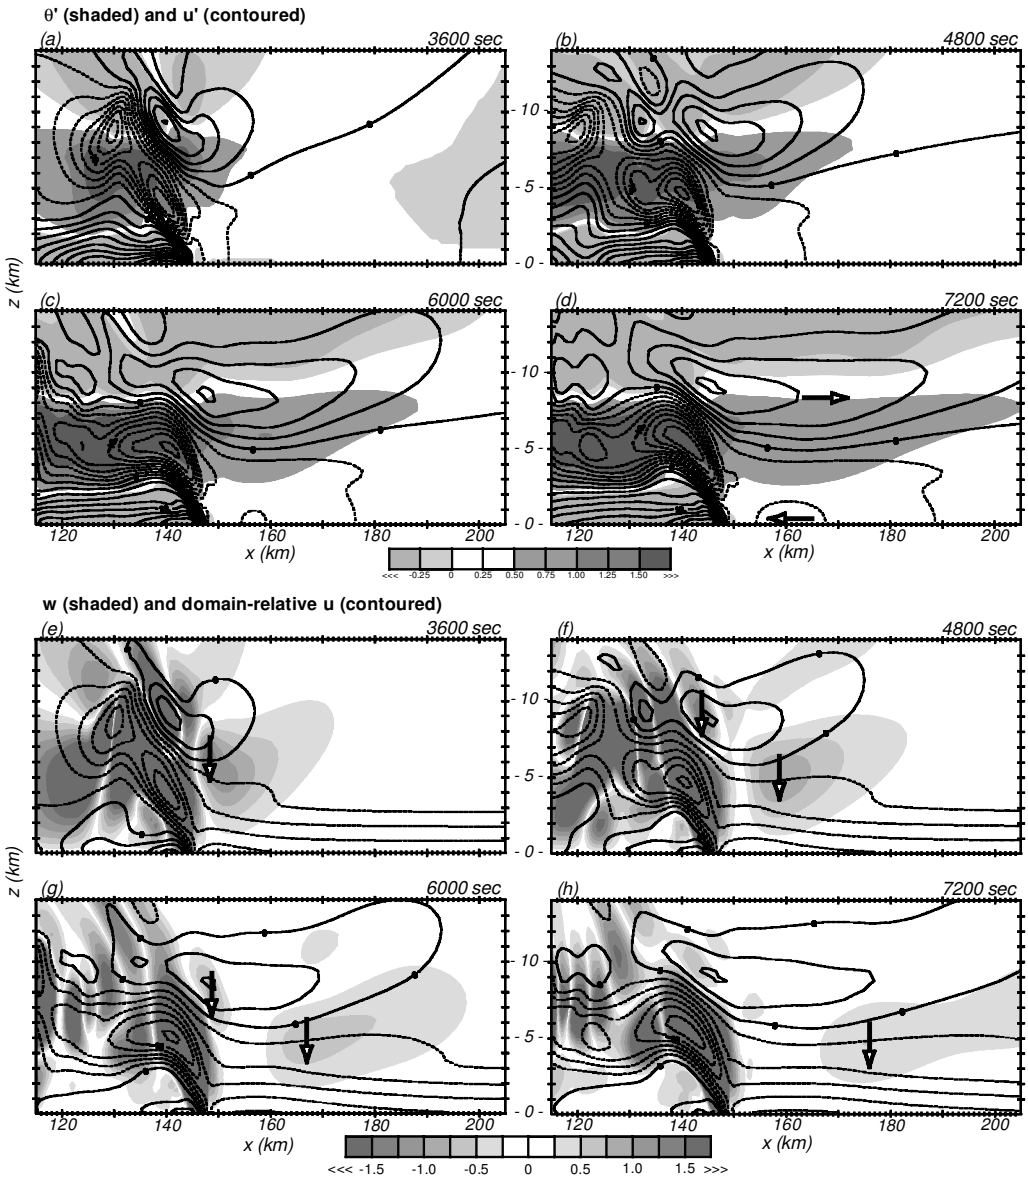 θ' (shaded) and u' (contoured)
(a) 3600 sec
(b) 4800 sec
- 10 -
- 5 -
- 0 -
z (km)
(c) 6000 sec
(d) 7200 sec
- 10 -
- 5 -
- 0 -
120 140 160 180 200
120 140 160 180 200
x (km)
x (km)
<<< -0.25 0 0.25 0.50 0.75 1.00 1.25 1.50 >>>
w (shaded) and domain-relative u (contoured)
(e) 3600 sec
(f) 4800 sec
- 10 -
- 5 -
- 0 -
z (km)
(g) 6000 sec
(h) 7200 sec
- 10 -
- 5 -
- 0 -
120 140 160 180 200
120 140 160 180 200
x (km)
x (km)
<<< -1.5 -1.0 -0.5 0 0.5 1.0 1.5 >>>